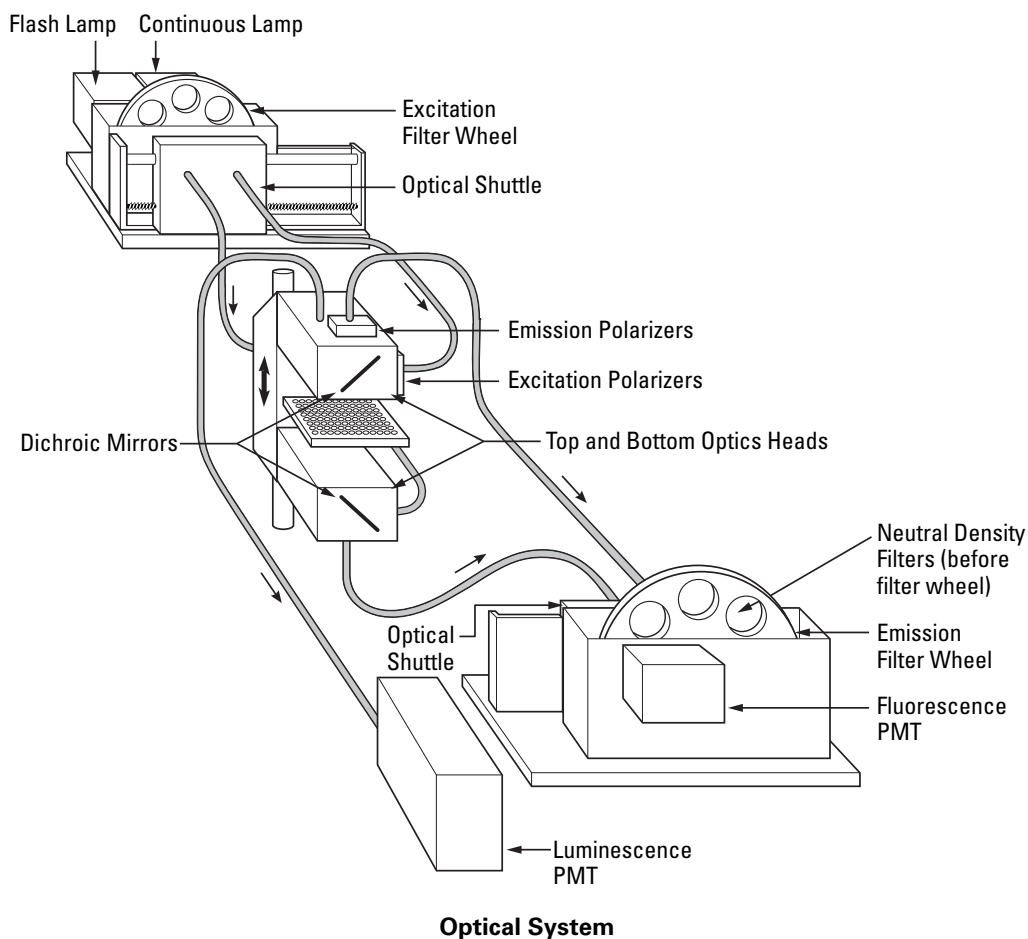 Flash Lamp
Continuous Lamp
Excitation
Filter Wheel
Optical Shuttle
Emission Polarizers
Excitation Polarizers
Dichroic Mirrors
Top and Bottom Optics Heads
Neutral Density
Filters (before
filter wheel)
Optical
Shuttle
Emission
Filter Wheel
Fluorescence
PMT
Luminescence
PMT
Optical System